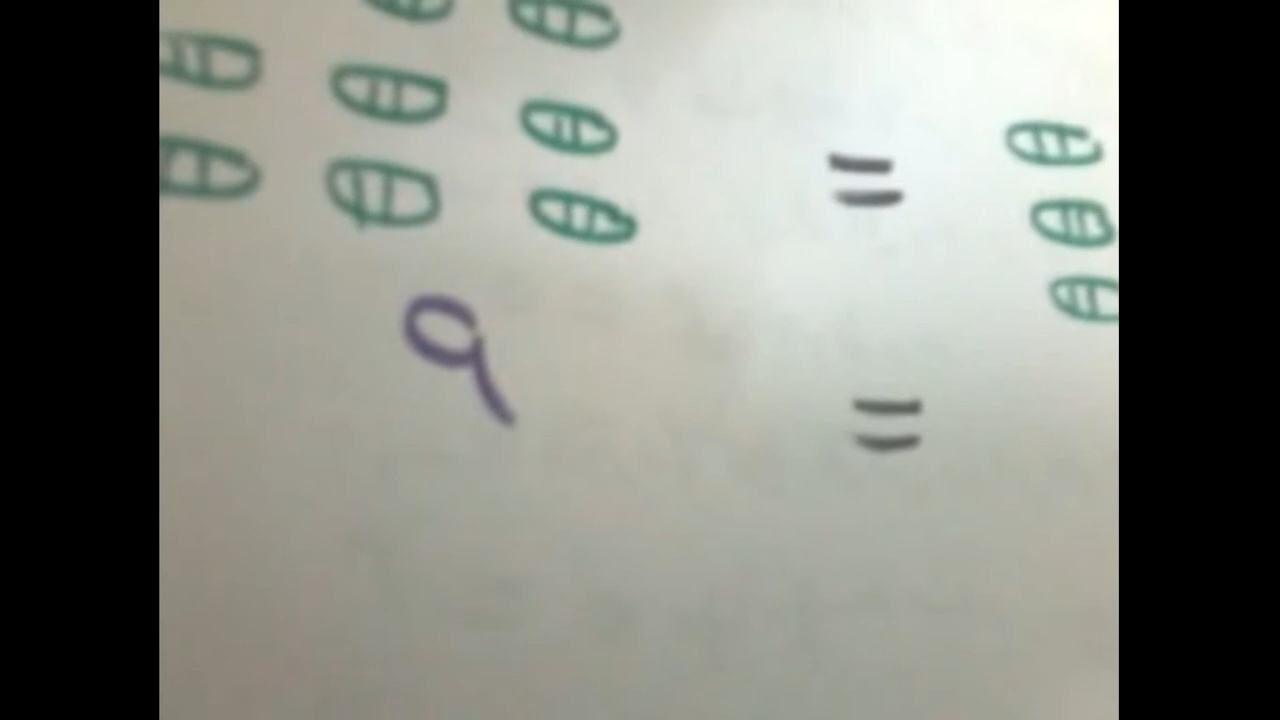 =
9 =